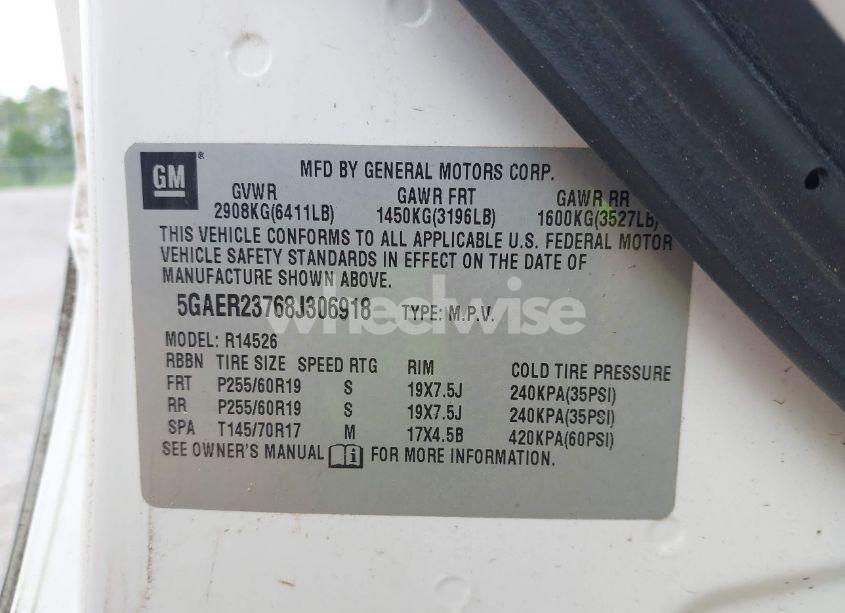 GM ®
MFD BY GENERAL MOTORS CORP.
GVWR GAWR FRT GAWR RR
2908KG(6411LB) 1450KG(3196LB) 1600KG(3527LB)
THIS VEHICLE CONFORMS TO ALL APPLICABLE U.S. FEDERAL MOTOR
VEHICLE SAFETY STANDARDS IN EFFECT ON THE DATE OF
MANUFACTURE SHOWN ABOVE.
5GAER23768J306918 TYPE: M.P.V.
wheelwise
MODEL: R14526
RBBN TIRE SIZE SPEED RTG RIM COLD TIRE PRESSURE
FRT P255/60R19 S 19X7.5J 240KPA(35PSI)
RR P255/60R19 S 19X7.5J 240KPA(35PSI)
SPA T145/70R17 M 17X4.5B 420KPA(60PSI)
SEE OWNER'S MANUAL FOR MORE INFORMATION.